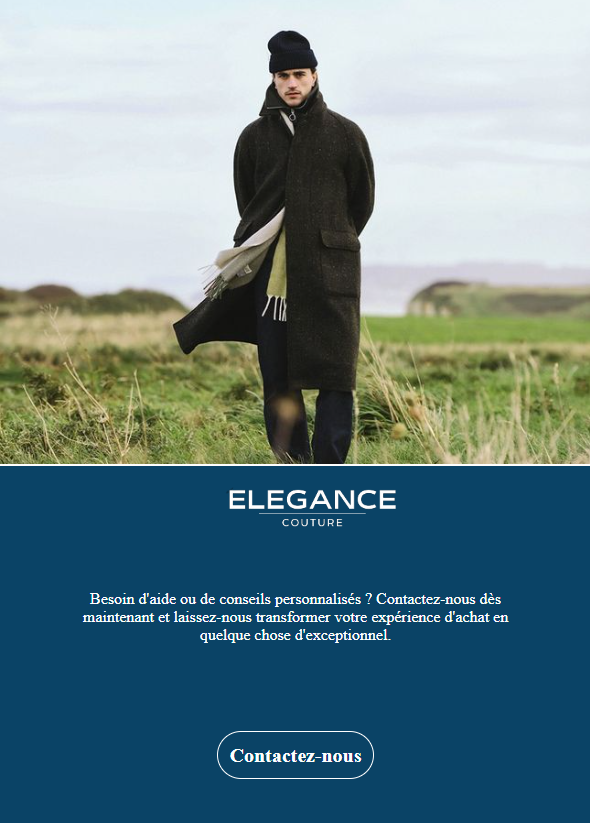 ELEGANCE
COUTURE
Besoin d'aide ou de conseils personnalisés ? Contactez-nous dès
maintenant et laissez-nous transformer votre expérience d'achat en
quelque chose d'exceptionnel.
Contactez-nous